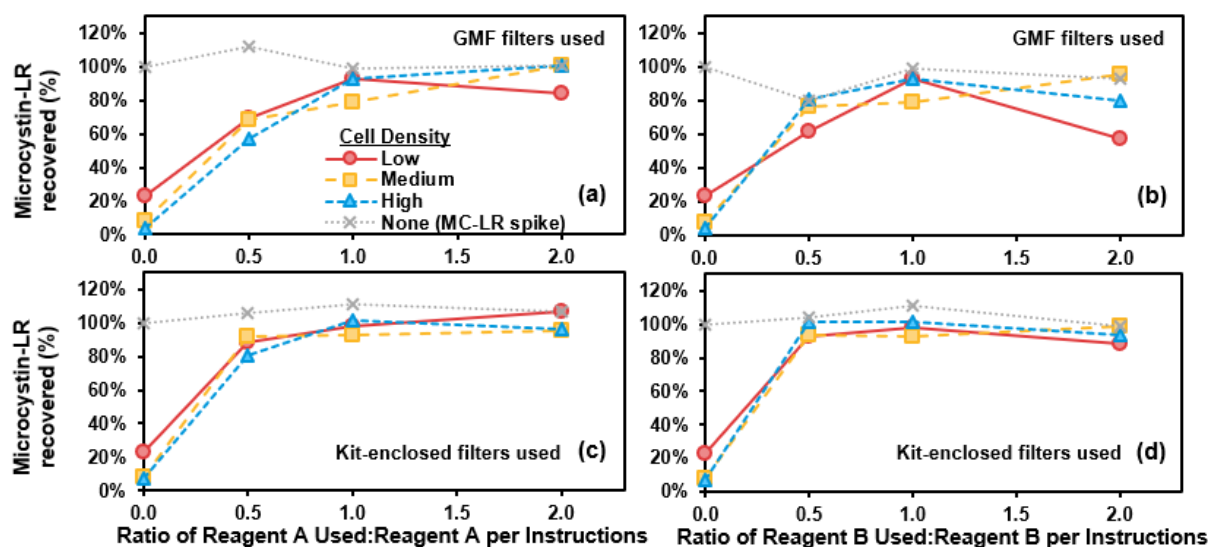 Microcystin-LR
recovered (%)
120%
100%
80%
60%
40%
20%
0%
GMF filters used
Cell Density
Low
Medium
High
None (MC-LR spike)
(a)
0.0 0.5 1.0 1.5 2.0
120%
100%
80%
60%
40%
20%
0%
GMF filters used
(b)
0.0 0.5 1.0 1.5 2.0
Microcystin-LR
recovered (%)
120%
100%
80%
60%
40%
20%
0%
Kit-enclosed filters used (c)
0.0 0.5 1.0 1.5 2.0
Ratio of Reagent A Used:Reagent A per Instructions
120%
100%
80%
60%
40%
20%
0%
Kit-enclosed filters used (d)
0.0 0.5 1.0 1.5 2.0
Ratio of Reagent B Used:Reagent B per Instructions